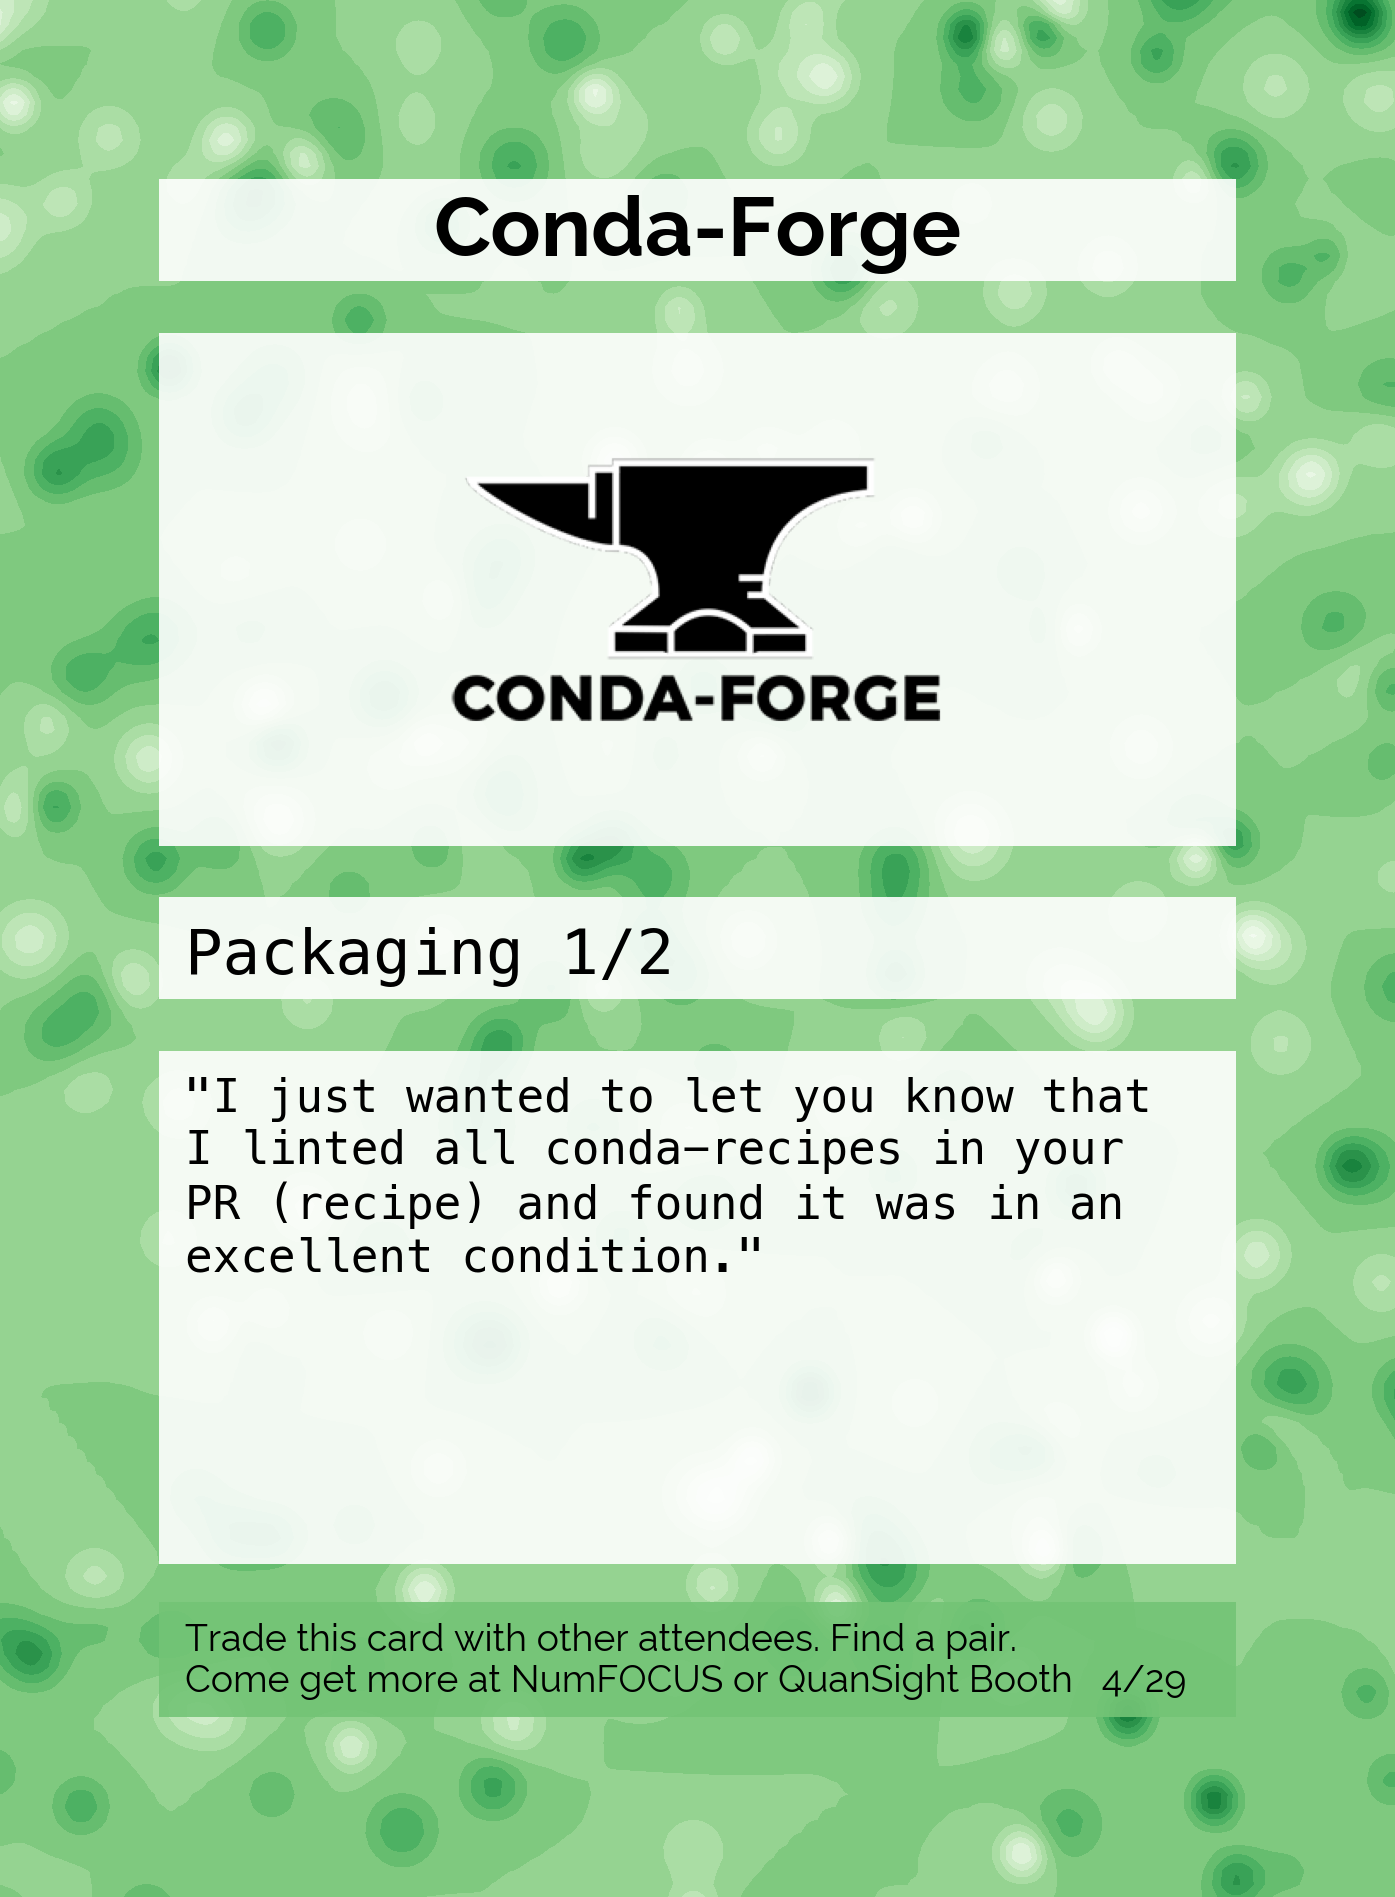 Conda-Forge
CONDA-FORGE
Packaging 1/2
"I just wanted to let you know that
I linted all conda-recipes in your
PR (recipe) and found it was in an
excellent condition."
Trade this card with other attendees. Find a pair.
Come get more at NumFOCUS or QuanSight Booth 4/29